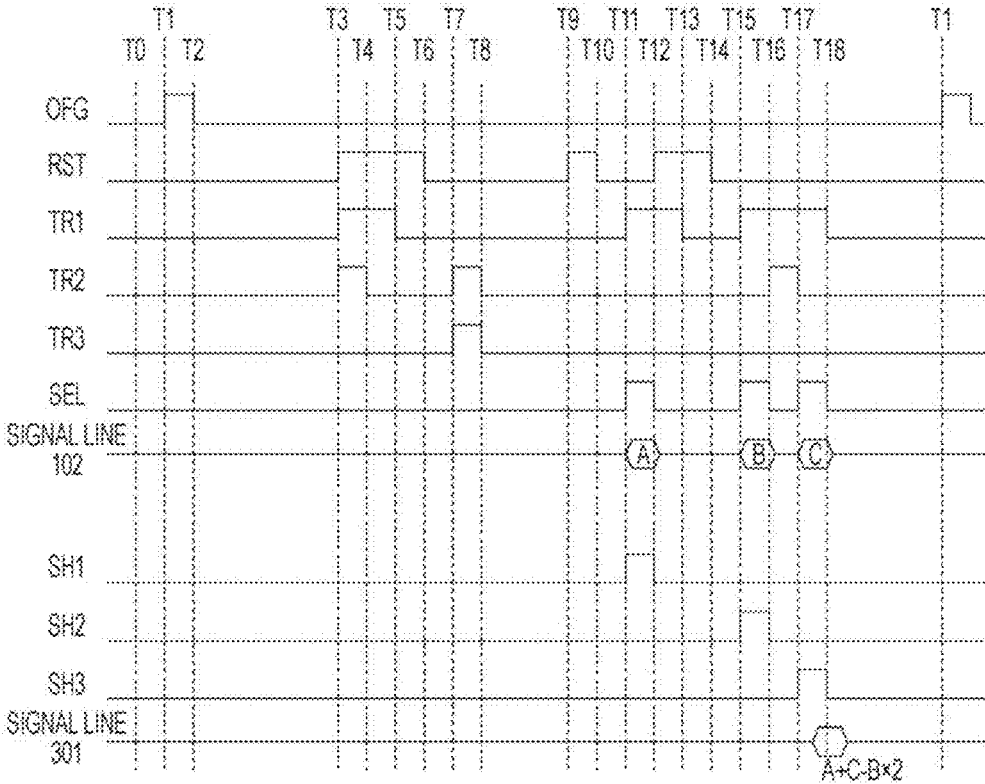 T1 T3 T5 T7 T9 T11 T13 T15 T17 T1
T0 T2 T4 T6 T8 T10 T12 T14 T16 T18
OFG
RST
TR1
TR2
TR3
SEL
SIGNAL LINE
102
A B C
SH1
SH2
SH3
SIGNAL LINE
301
A+C-B×2